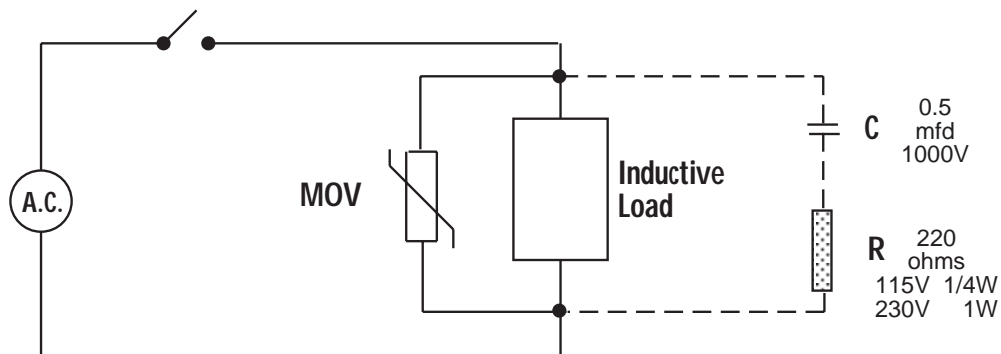 A.C.
MOV
Inductive
Load
C
0.5
mfd
1000V
R
220
ohms
115V 1/4W
230V 1W